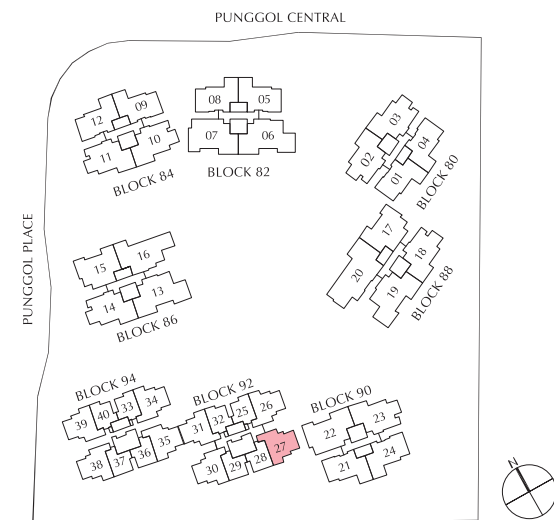 PUNGGOL CENTRAL
PUNGGOL PLACE
12 09
11 10
BLOCK 84
08 05
07 06
BLOCK 82
03
04
02
01
BLOCK 80
17
18
20
19
BLOCK 88
15 16
14 13
BLOCK 86
BLOCK 94
39 40 33 34
38 37 36 35
BLOCK 92
31 32 25 26
30 29 28 27
BLOCK 90
22 23
21 24
N